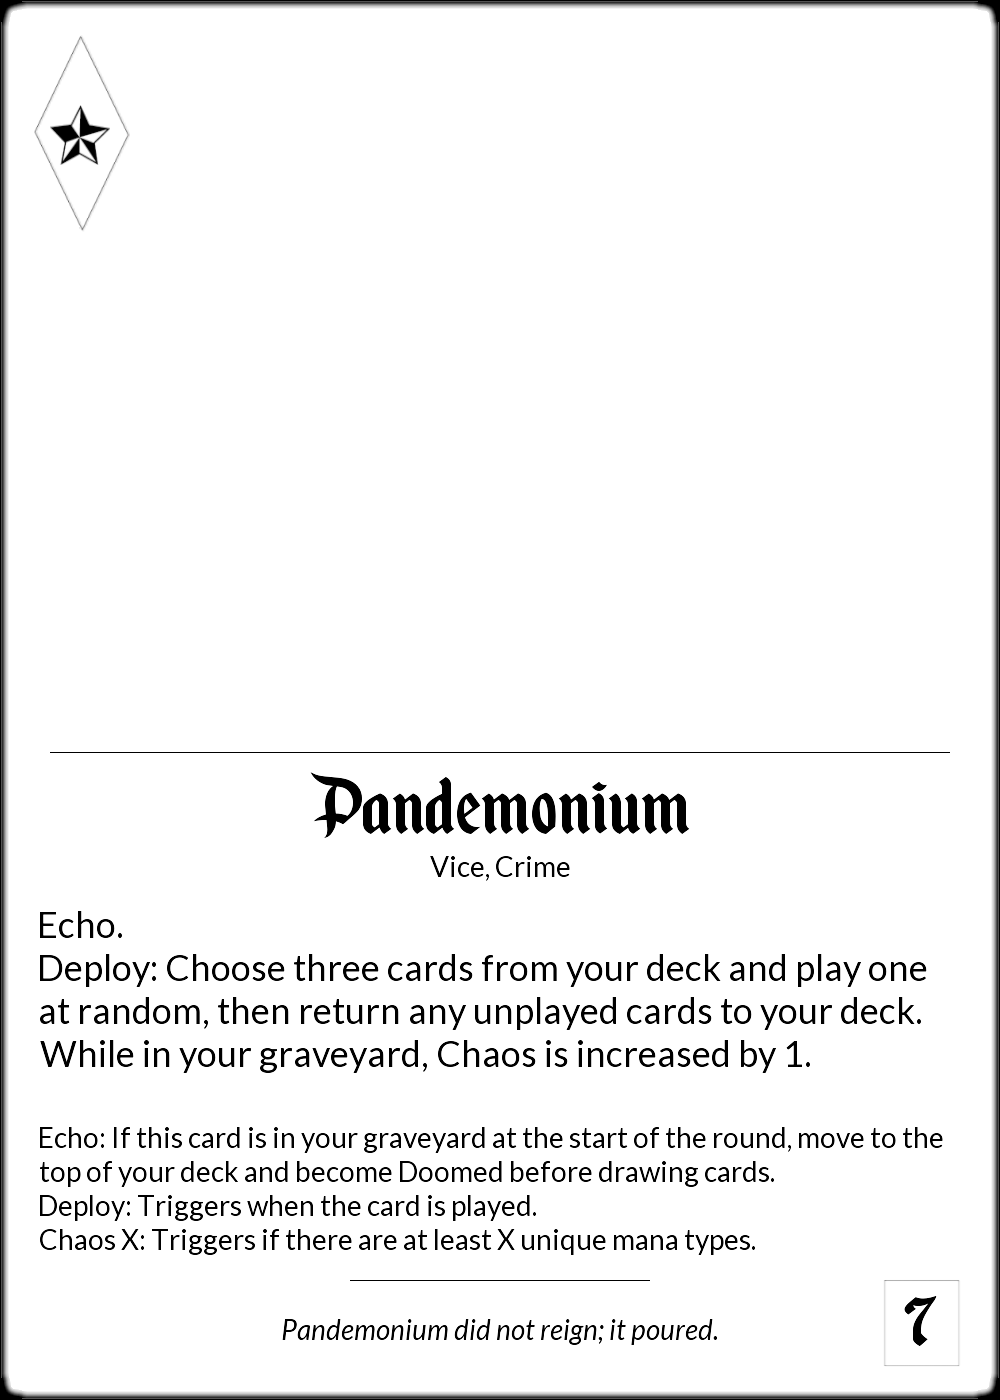 Pandemonium
Vice, Crime
Echo.
Deploy: Choose three cards from your deck and play one
at random, then return any unplayed cards to your deck.
While in your graveyard, Chaos is increased by 1.
Echo: If this card is in your graveyard at the start of the round, move to the
top of your deck and become Doomed before drawing cards.
Deploy: Triggers when the card is played.
Chaos X: Triggers if there are at least X unique mana types.
Pandemonium did not reign; it poured.
7